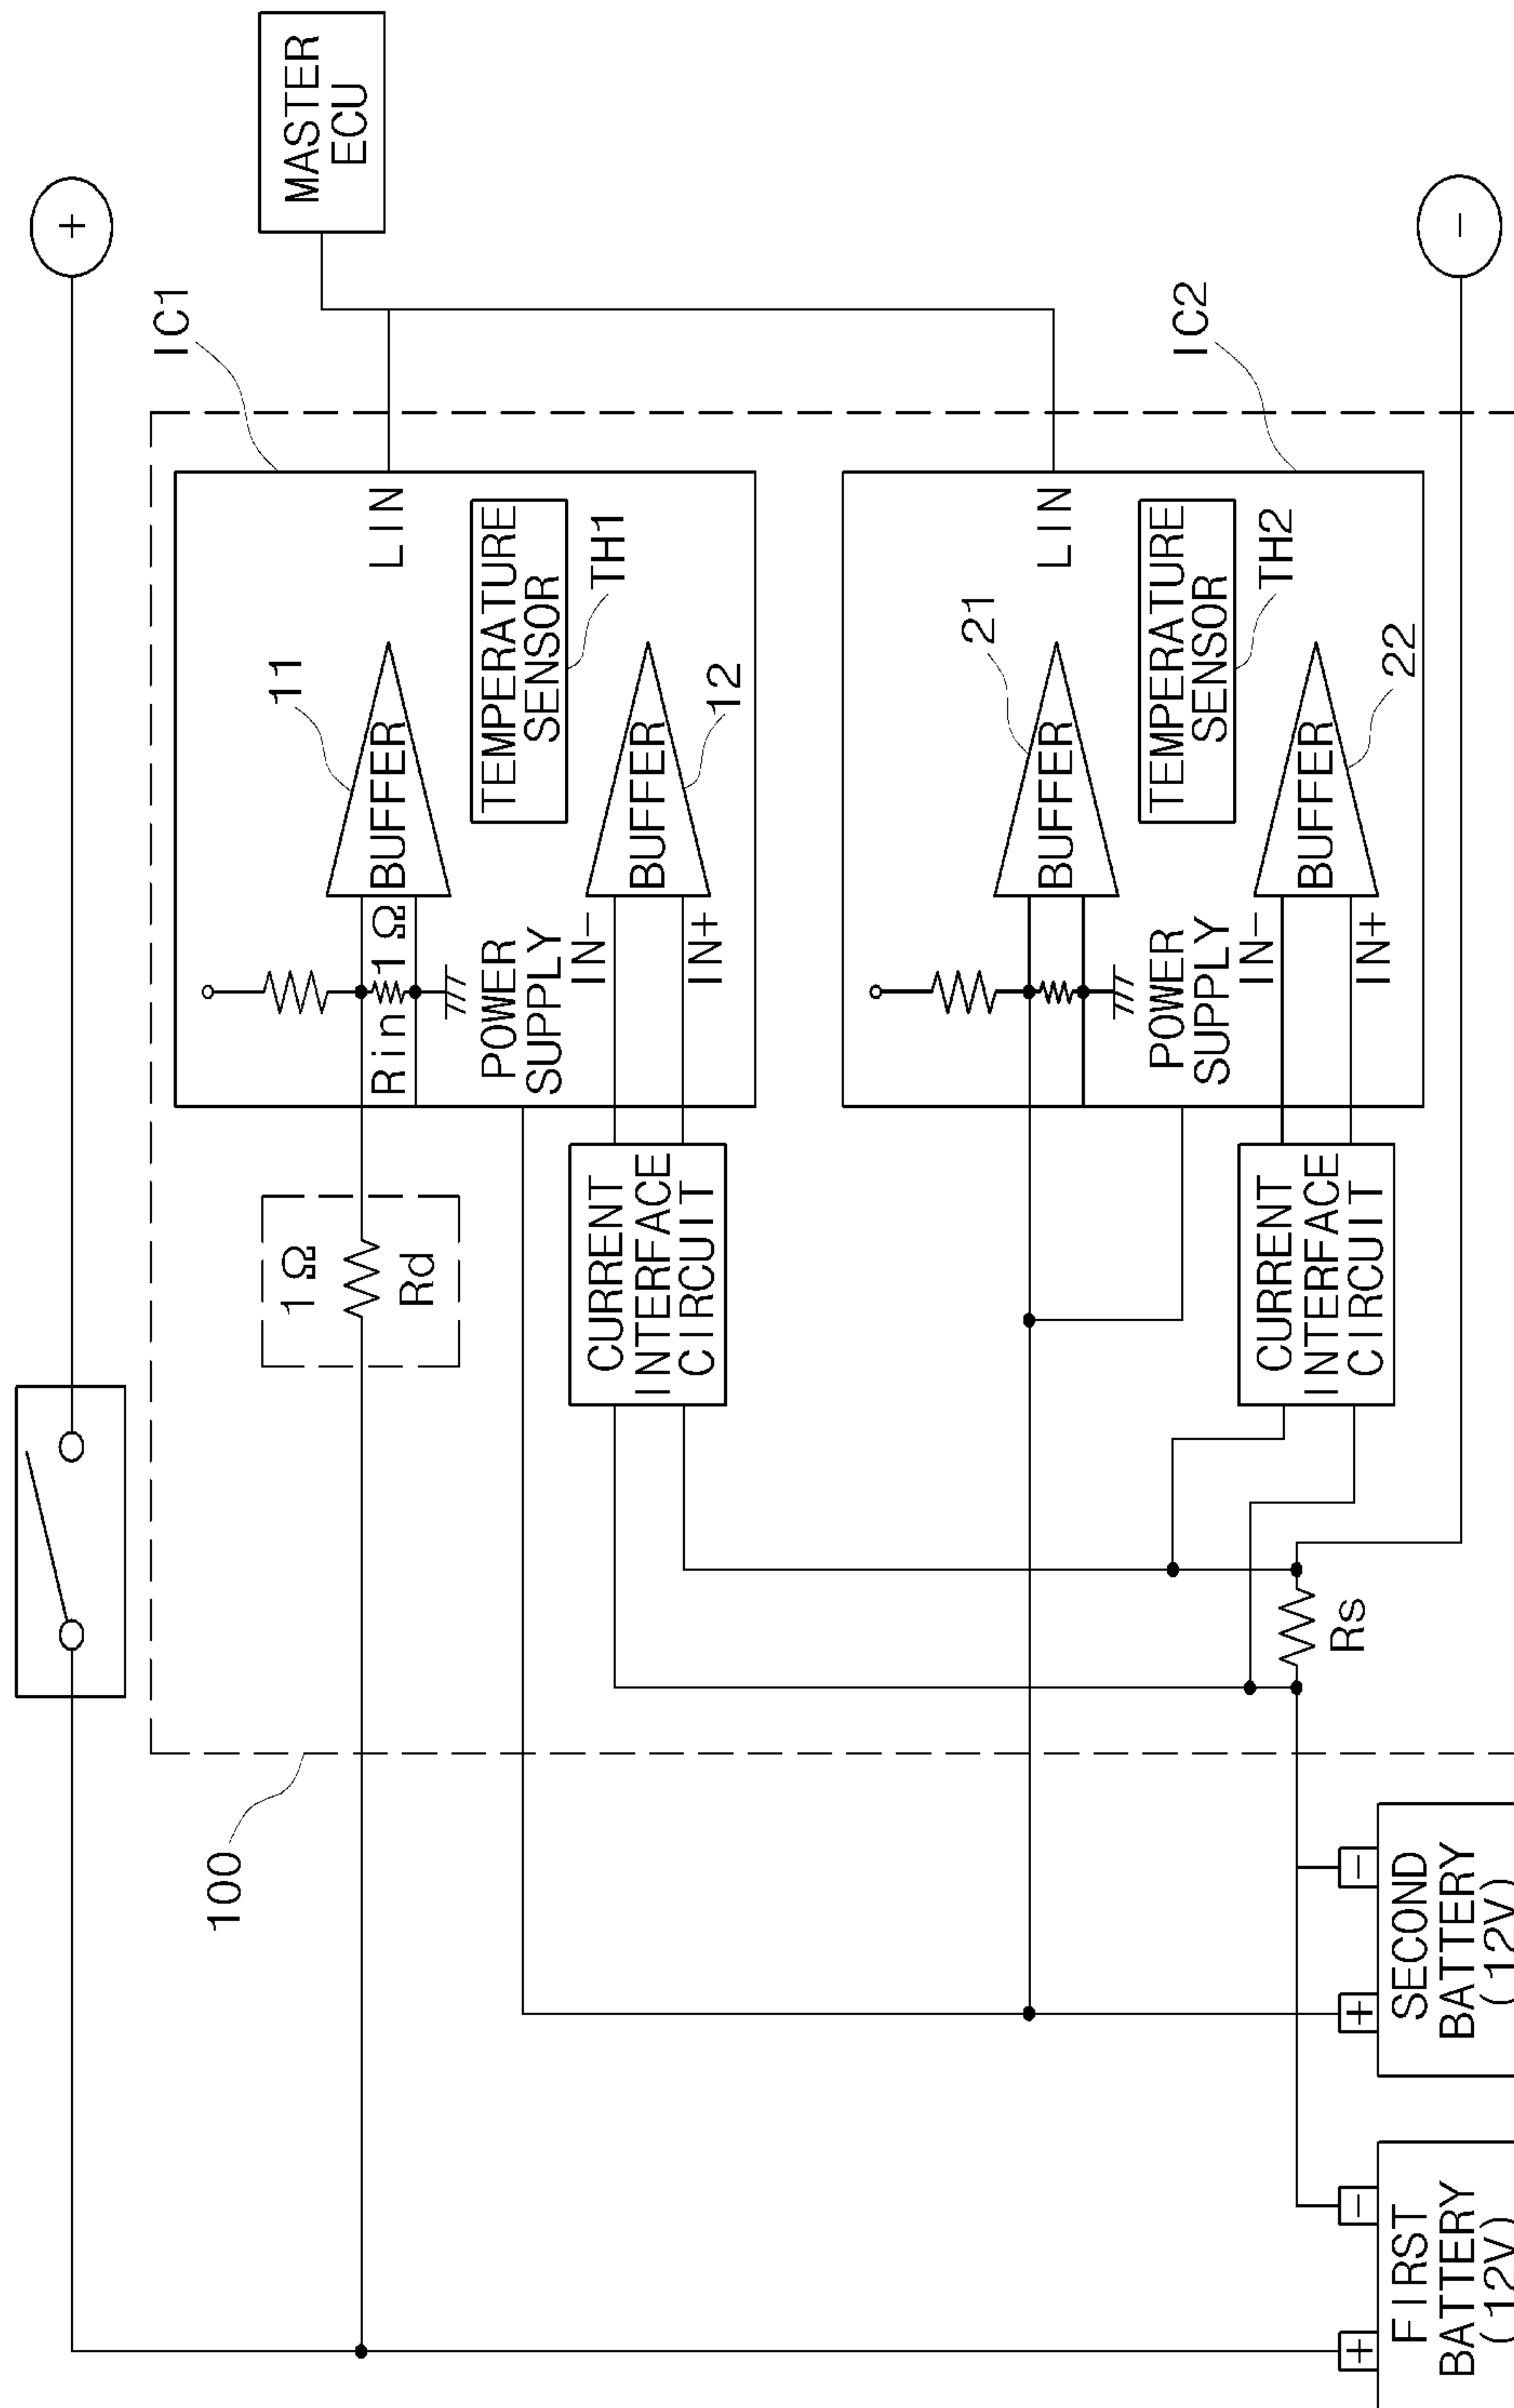 +
MASTER
ECU
IC1
LIN
11
BUFFER
Rin 1Ω
TEMPERATURE
SENSOR
TH1
POWER
SUPPLY
BUFFER
12
IN-
IN+
1Ω
Rd
CURRENT
INTERFACE
CIRCUIT
IC2
LIN
21
BUFFER
TEMPERATURE
SENSOR
TH2
POWER
SUPPLY
BUFFER
22
IN-
IN+
CURRENT
INTERFACE
CIRCUIT
-
Rs
100
+
-
FIRST
BATTERY
(12V)
+
-
SECOND
BATTERY
(12V)